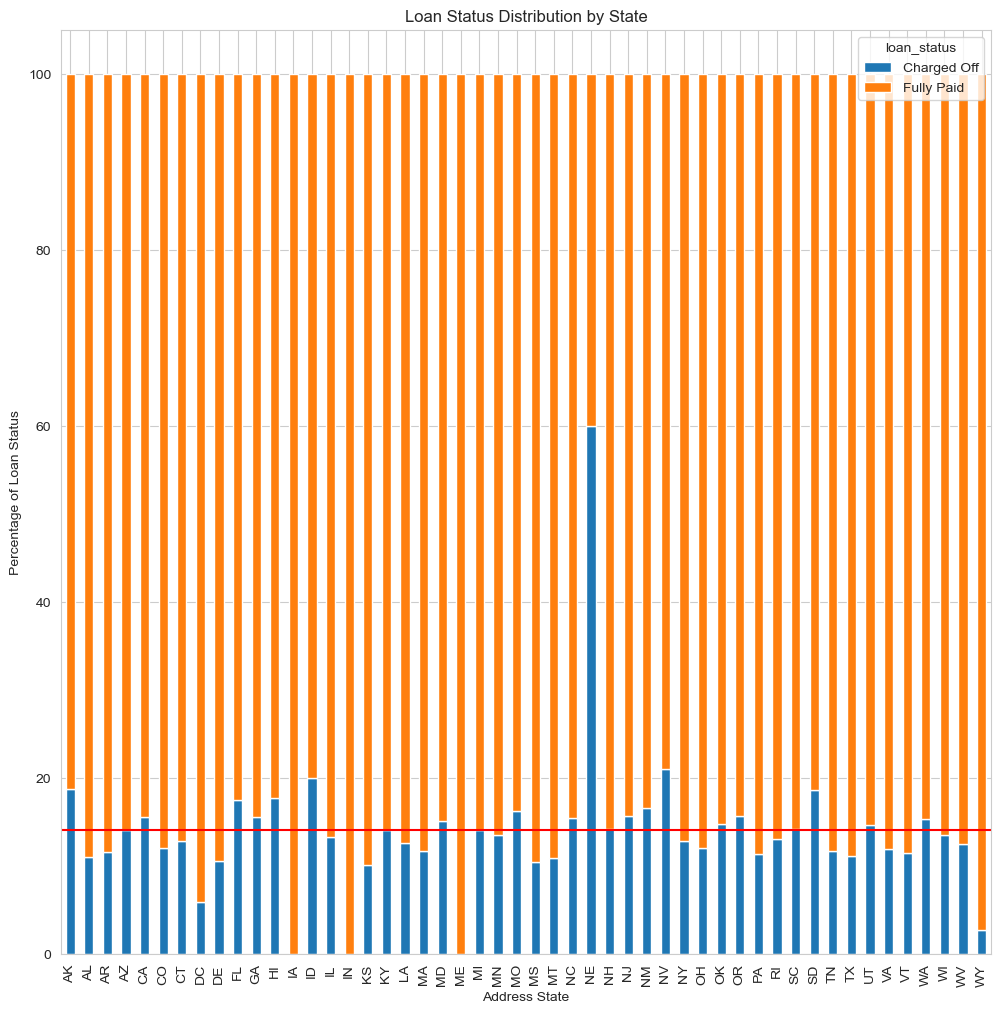 Loan Status Distribution by State
loan_status
Charged Off
Fully Paid
Percentage of Loan Status
100
80
60
40
20
0
AK AL AR AZ CA CO CT DC DE FL GA HI IA ID IL IN KS KY LA MA MD ME MI MN MO MS MT NC NE NH NJ NM NV NY OH OK OR PA RI SC SD TN TX UT VA VT WA WI WV WY
Address State